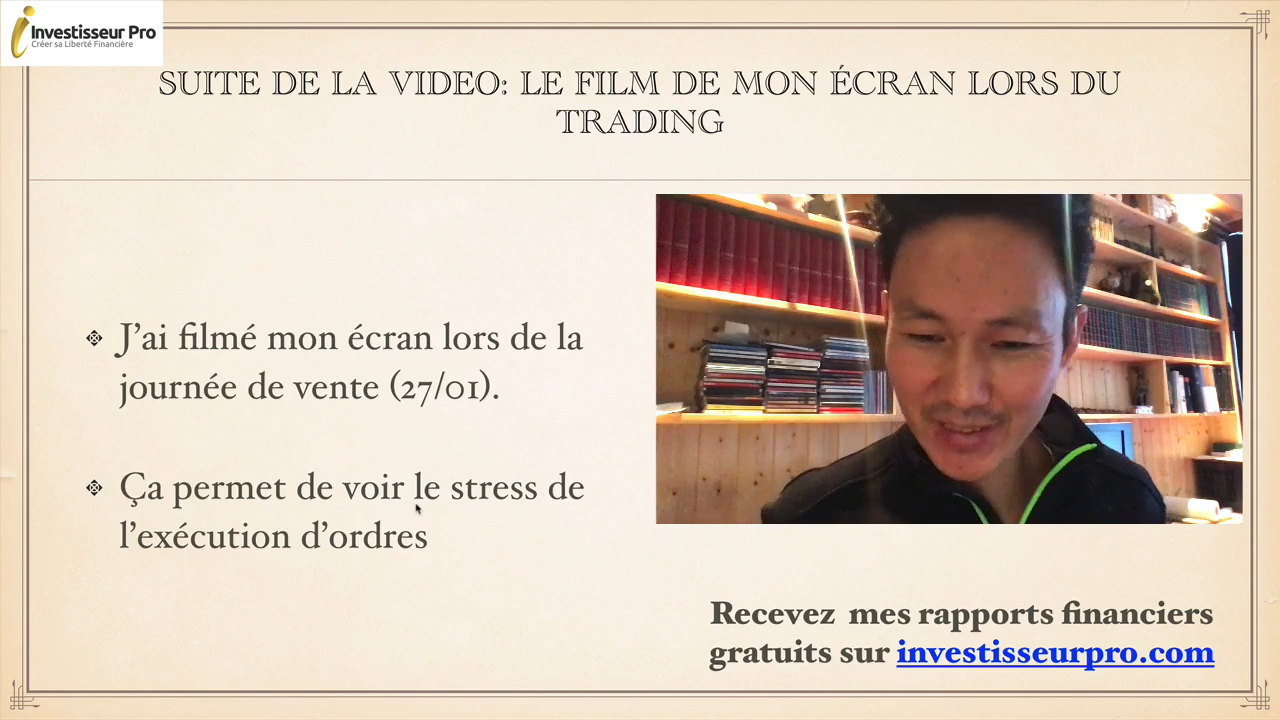 Investisseur Pro
Créer sa Liberté Financière
SUITE DE LA VIDEO: LE FILM DE MON ÉCRAN LORS DU
TRADING
J'ai filmé mon écran lors de la
journée de vente (27/01).
Ça permet de voir le stress de
l'exécution d'ordres
Recevez mes rapports financiers
gratuits sur investisseurpro.com